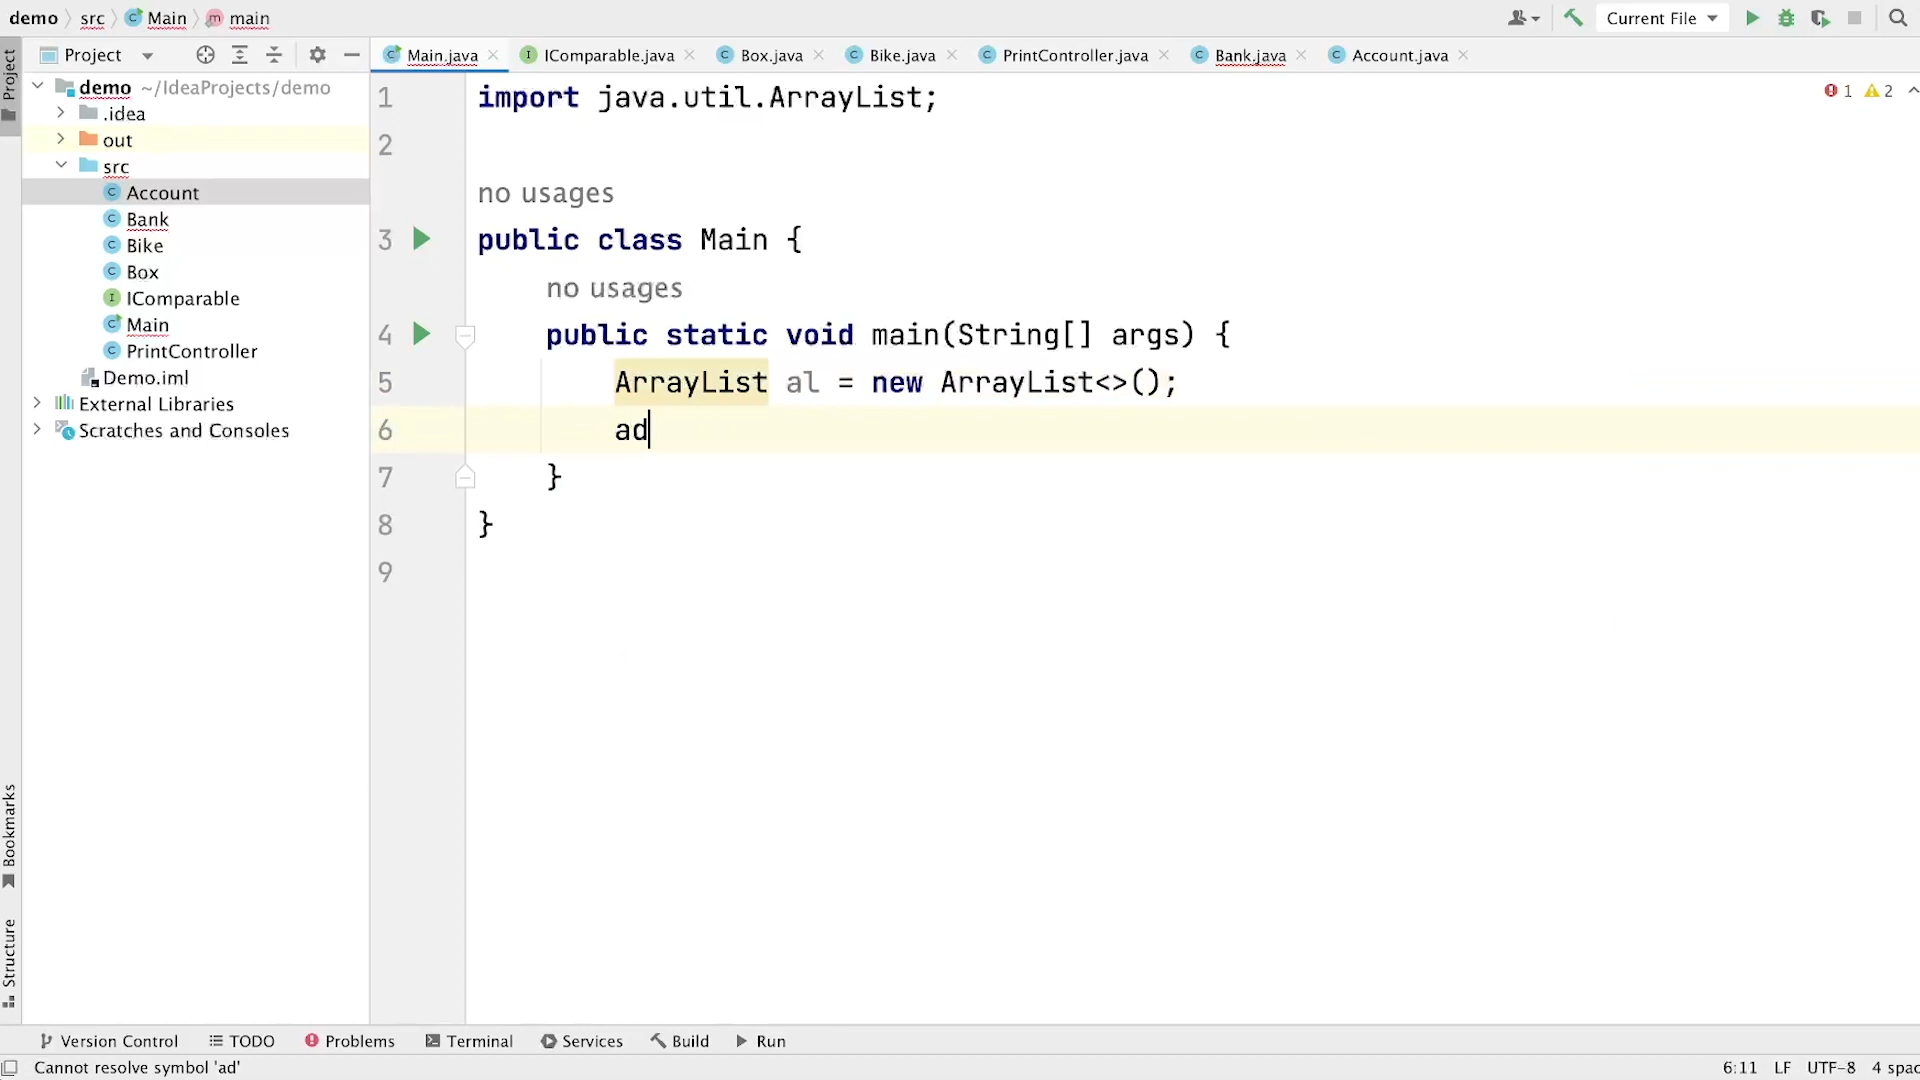 demo src Main main
Current File
Project
Main.java IComparable.java Box.java Bike.java PrintController.java Bank.java Account.java
Project
demo ~/IdeaProjects/demo
.idea
out
src
Account
Bank
Bike
Box
IComparable
Main
PrintController
Demo.iml
External Libraries
Scratches and Consoles
1 import java.util.ArrayList;
1 2
2
no usages
3 public class Main {
no usages
4 public static void main(String[] args) {
5 ArrayList al = new ArrayList<>();
6 ad
7 }
8 }
9
Bookmarks
Structure
Version Control TODO Problems Terminal Services Build Run
Cannot resolve symbol 'ad'
6:11 LF UTF-8 4 spac